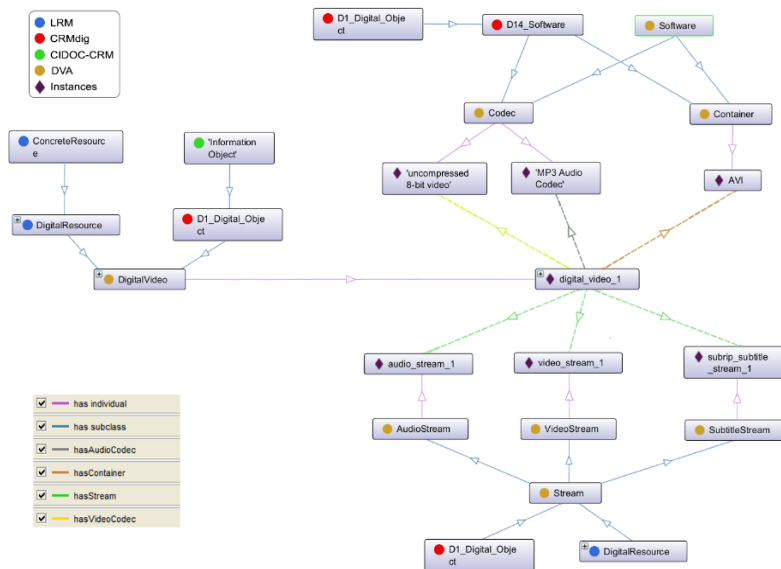 LRM
CRMdig
CIDOC-CRM
DVA
Instances
D1_Digital_Obje
ct
D14_Software
Software
Codec
Container
ConcreteResourc
e
'Information
Object'
'uncompressed
8-bit video'
'MP3 Audio
Codec'
AVI
DigitalResource
D1_Digital_Obje
ct
DigitalVideo
digital_video_1
audio_stream_1
video_stream_1
subrip_subtitle
_stream_1
has individual
has subclass
hasAudioCodec
hasContainer
hasStream
hasVideoCodec
AudioStream
VideoStream
SubtitleStream
Stream
D1_Digital_Obje
ct
DigitalResource